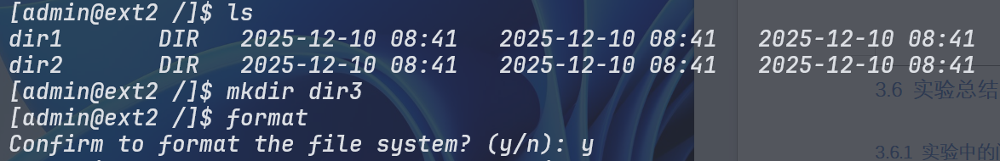 [admin@ext2 /]$ ls
dir1 DIR 2025-12-10 08:41 2025-12-10 08:41 2025-12-10 08:41
dir2 DIR 2025-12-10 08:41 2025-12-10 08:41 2025-12-10 08:41
[admin@ext2 /]$ mkdir dir3
[admin@ext2 /]$ format
Confirm to format the file system? (y/n): y
3.6 实验总结
3.6.1 实验中的